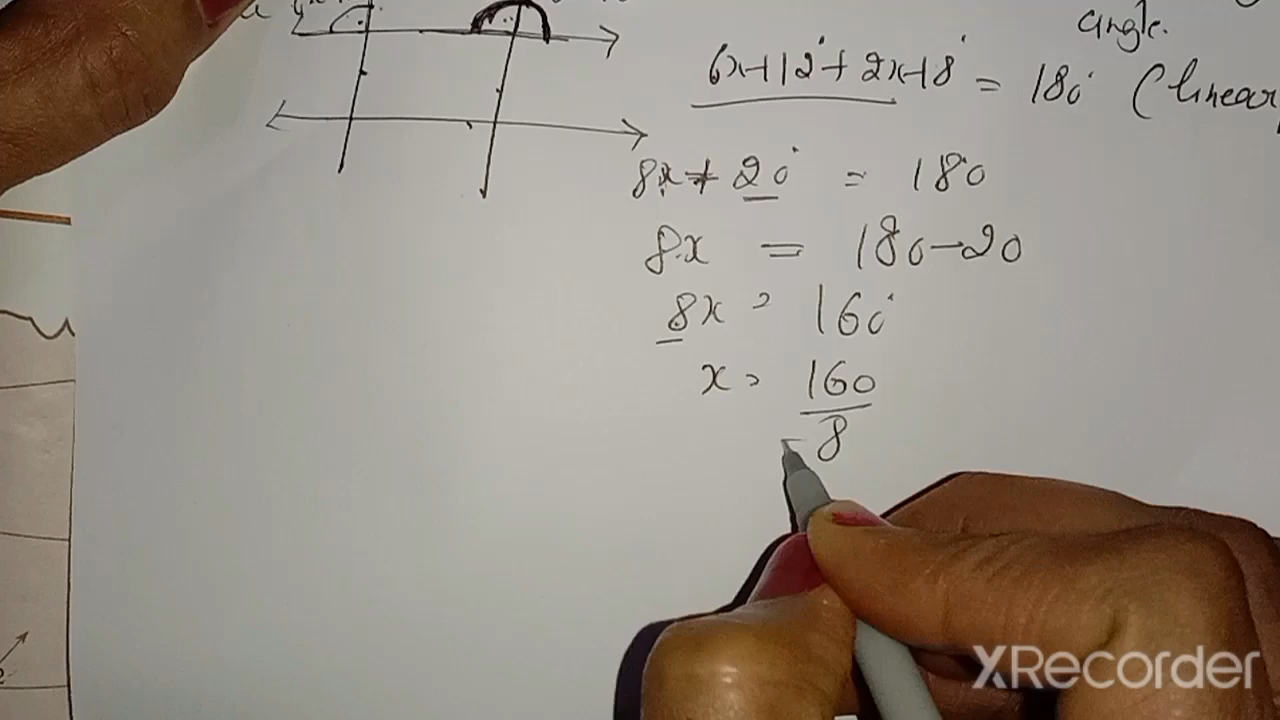 angle.
6x+12°+2x+8° = 180° (linear
8x + 20° = 180
8x = 180-20
8x = 160°
x = 160/8
XRecorder